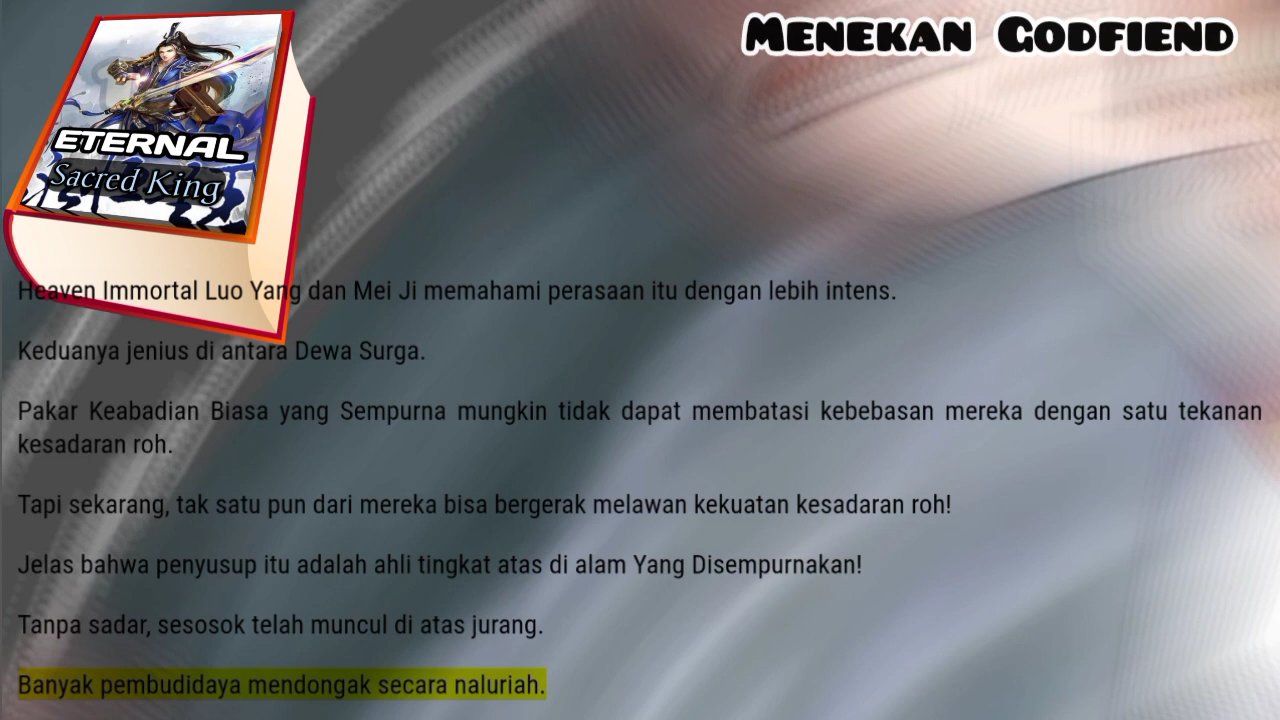 Menekan Godfiend
ETERNAL
Sacred King
Heaven Immortal Luo Yang dan Mei Ji memahami perasaan itu dengan lebih intens.
Keduanya jenius di antara Dewa Surga.
Pakar Keabadian Biasa yang Sempurna mungkin tidak dapat membatasi kebebasan mereka dengan satu tekanan
kesadaran roh.
Tapi sekarang, tak satu pun dari mereka bisa bergerak melawan kekuatan kesadaran roh!
Jelas bahwa penyusup itu adalah ahli tingkat atas di alam Yang Disempurnakan!
Tanpa sadar, sesosok telah muncul di atas jurang.
Banyak pembudidaya mendongak secara naluriah.